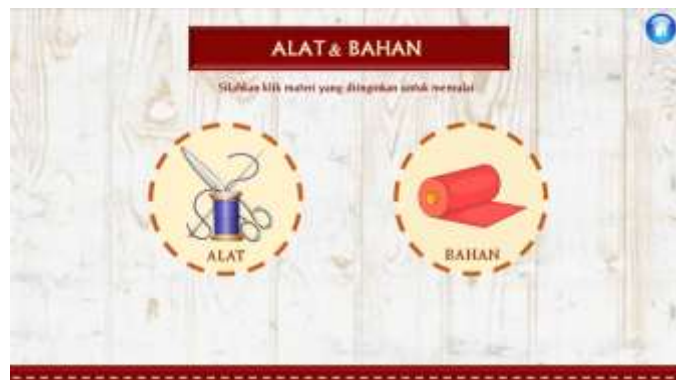 ALAT & BAHAN
Silahkan klik materi yang diinginkan untuk memulai
ALAT
BAHAN